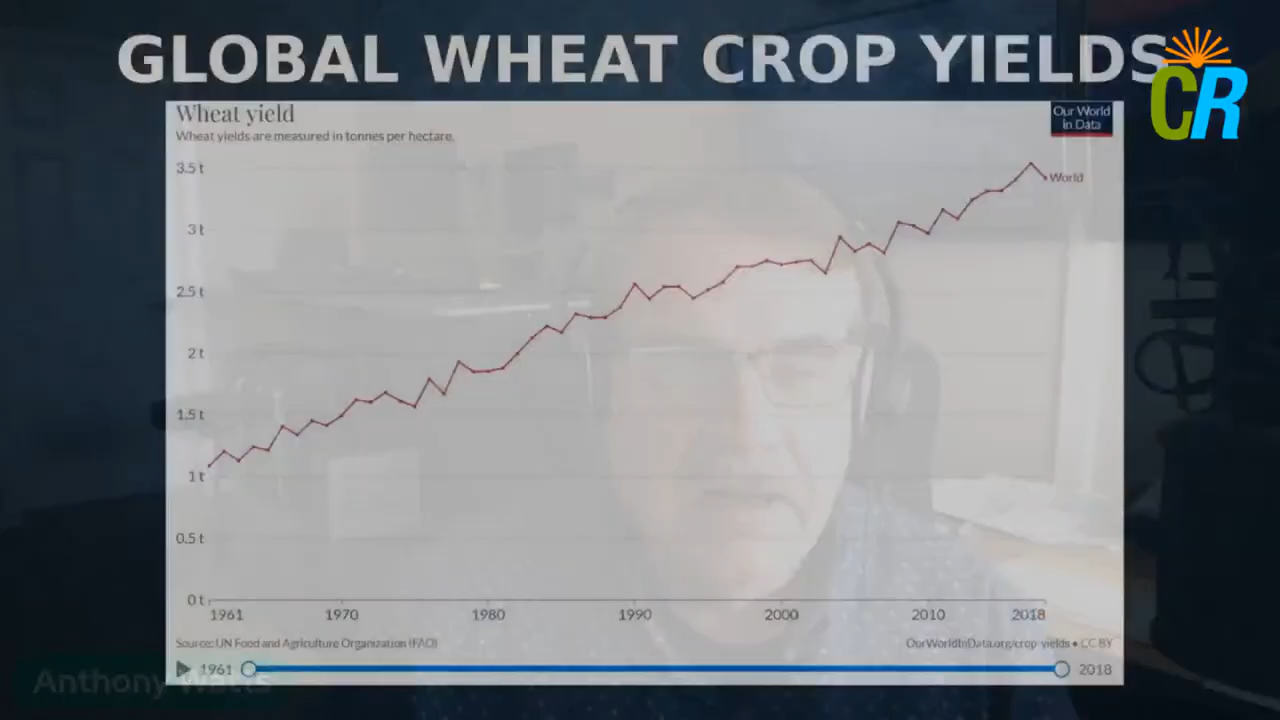 GLOBAL WHEAT CROP YIELDS
CR
Wheat yield
Wheat yields are measured in tonnes per hectare.
Our World
in Data
3.5 t
World
3 t
2.5 t
2 t
1.5 t
1 t
0.5 t
0 t
1961 1970 1980 1990 2000 2010 2018
Source: UN Food and Agriculture Organization (FAO)
OurWorldInData.org/crop-yields • CC BY
1961 2018
Anthony Watts